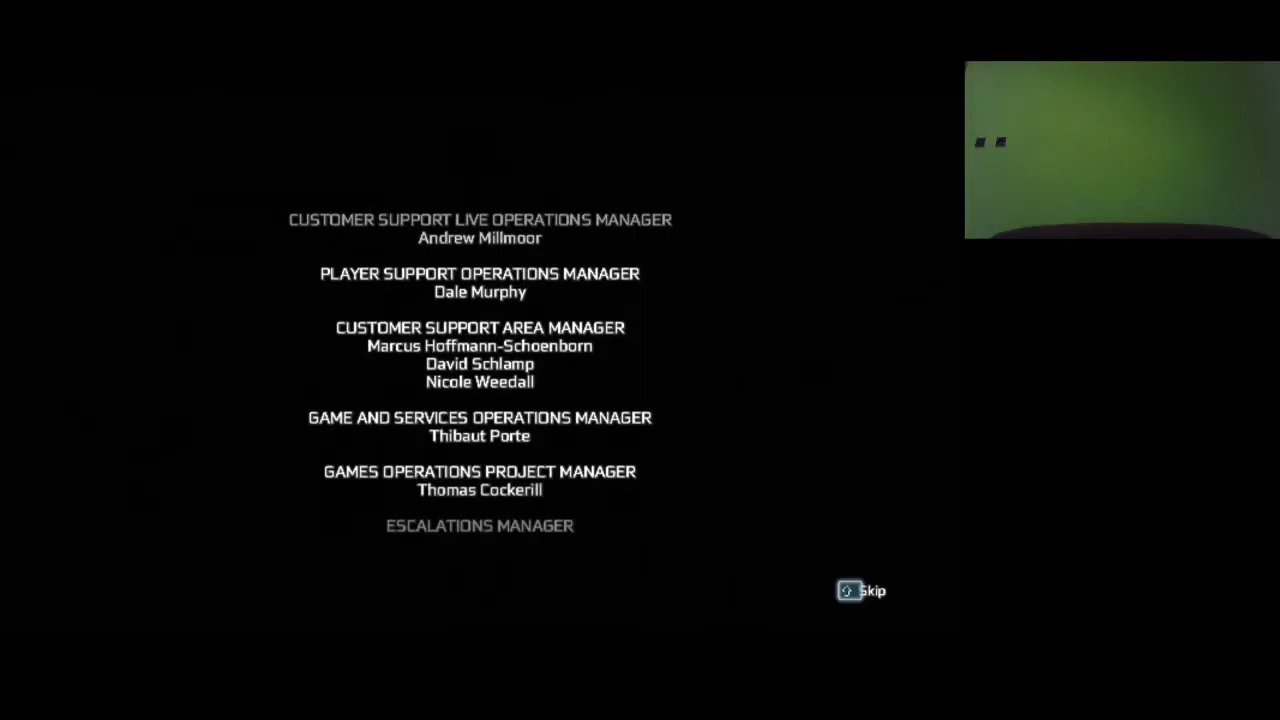 CUSTOMER SUPPORT LIVE OPERATIONS MANAGER
Andrew Millmoor
PLAYER SUPPORT OPERATIONS MANAGER
Dale Murphy
CUSTOMER SUPPORT AREA MANAGER
Marcus Hoffmann-Schoenborn
David Schlamp
Nicole Weedall
GAME AND SERVICES OPERATIONS MANAGER
Thibaut Porte
GAMES OPERATIONS PROJECT MANAGER
Thomas Cockerill
ESCALATIONS MANAGER
Skip